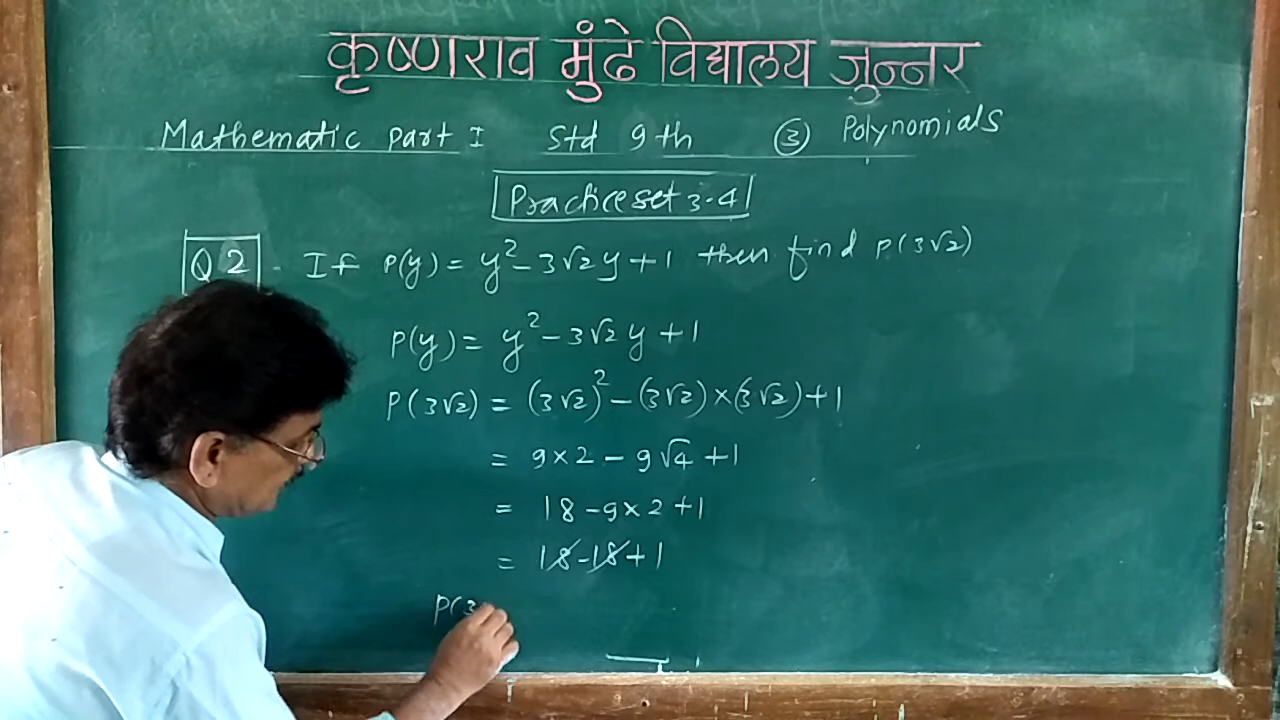 कृष्णराव मुंढे विद्यालय जुन्नर
Mathematic part I Std 9th ③ Polynomials
Practice set 3.4
Q 2 . If P(y) = y² - 3√2 y + 1 then find P(3√2)
P(y) = y² - 3√2 y + 1
P(3√2) = (3√2)² - (3√2) × (3√2) + 1
= 9 × 2 - 9√4 + 1
= 18 - 9 × 2 + 1
= 18 - 18 + 1
P(3